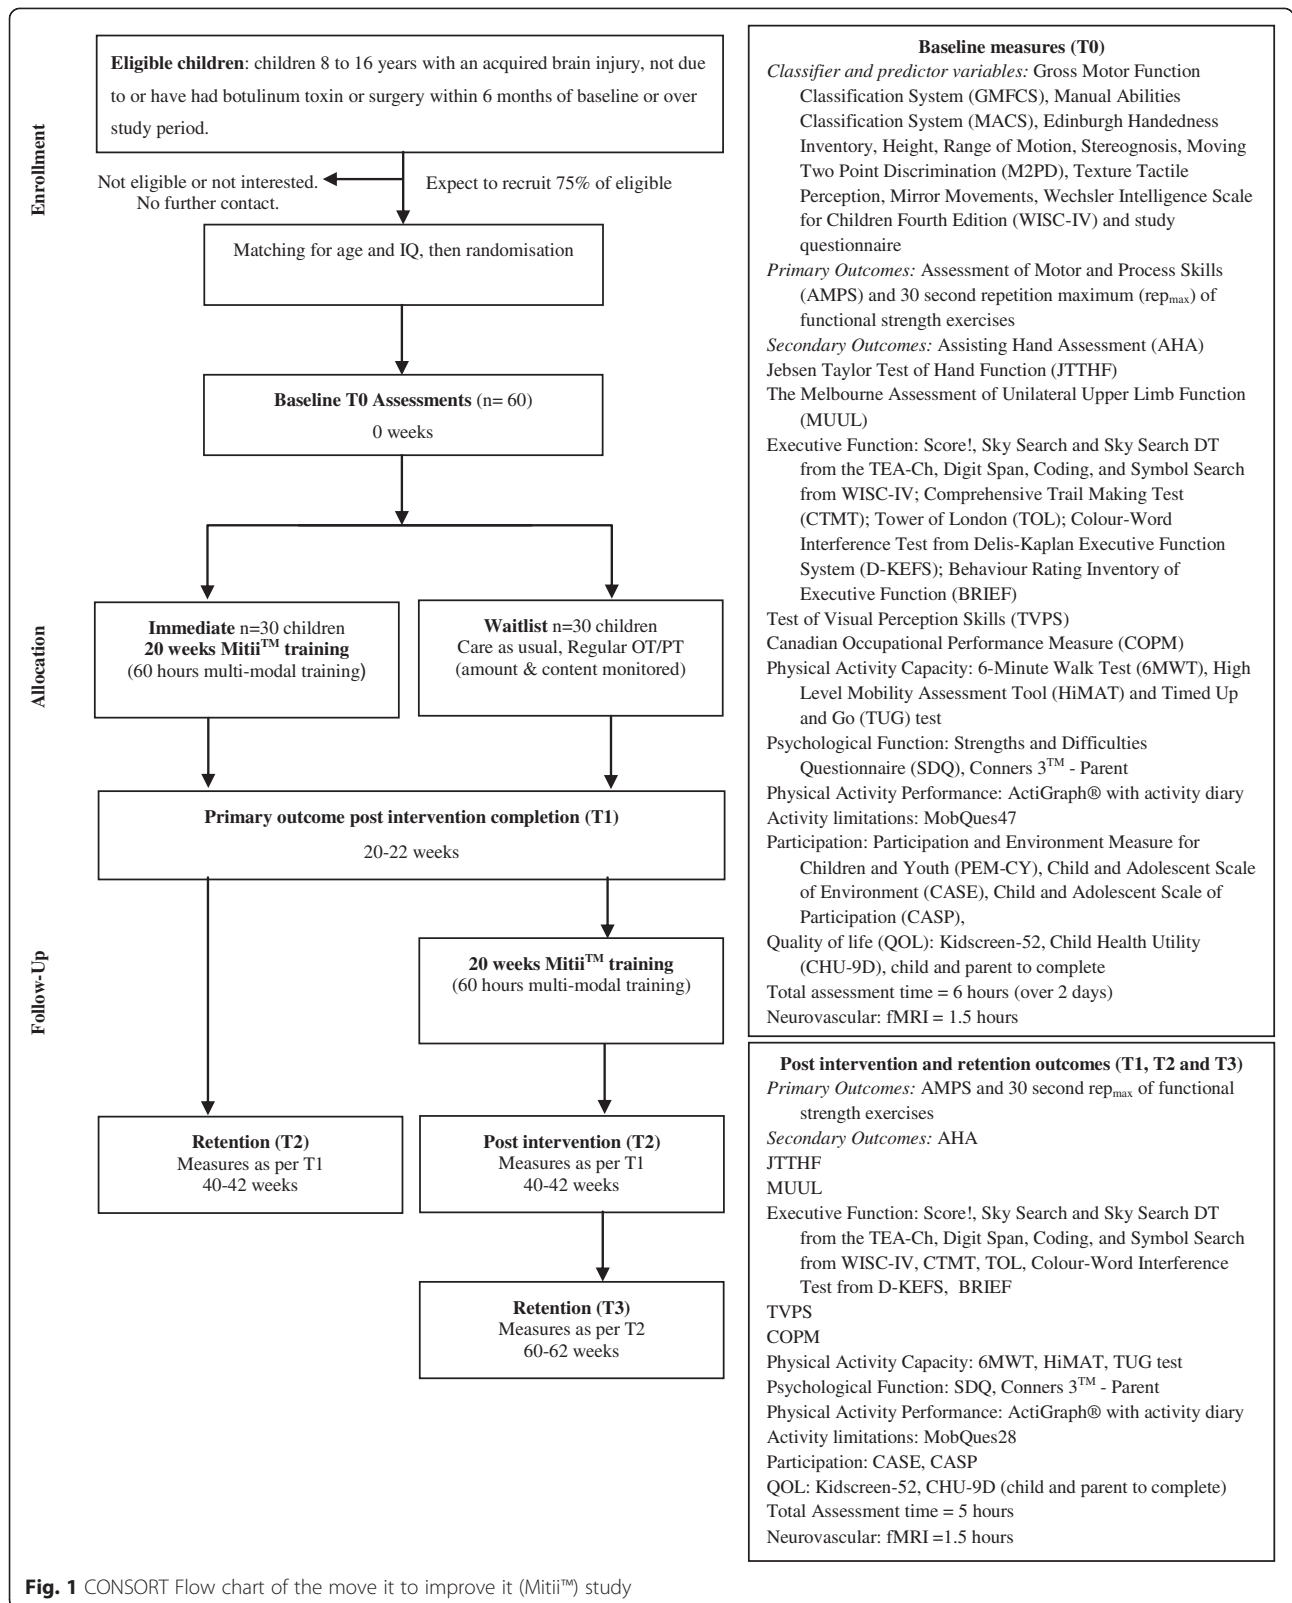 Eligible children: children 8 to 16 years with an acquired brain injury, not due
to or have had botulinum toxin or surgery within 6 months of baseline or over
study period.
Enrollment
Not eligible or not interested.
No further contact.
Expect to recruit 75% of eligible
Matching for age and IQ, then randomisation
Baseline T0 Assessments (n= 60)
0 weeks
Allocation
Immediate n=30 children
20 weeks Mitii™ training
(60 hours multi-modal training)
Waitlist n=30 children
Care as usual, Regular OT/PT
(amount & content monitored)
Primary outcome post intervention completion (T1)
20-22 weeks
Follow-Up
20 weeks Mitii™ training
(60 hours multi-modal training)
Retention (T2)
Measures as per T1
40-42 weeks
Post intervention (T2)
Measures as per T1
40-42 weeks
Retention (T3)
Measures as per T2
60-62 weeks
Baseline measures (T0)
Classifier and predictor variables: Gross Motor Function
Classification System (GMFCS), Manual Abilities
Classification System (MACS), Edinburgh Handedness
Inventory, Height, Range of Motion, Stereognosis, Moving
Two Point Discrimination (M2PD), Texture Tactile
Perception, Mirror Movements, Wechsler Intelligence Scale
for Children Fourth Edition (WISC-IV) and study
questionnaire
Primary Outcomes: Assessment of Motor and Process Skills
(AMPS) and 30 second repetition maximum (repmax) of
functional strength exercises
Secondary Outcomes: Assisting Hand Assessment (AHA)
Jebsen Taylor Test of Hand Function (JTTHF)
The Melbourne Assessment of Unilateral Upper Limb Function
(MUUL)
Executive Function: Score!, Sky Search and Sky Search DT
from the TEA-Ch, Digit Span, Coding, and Symbol Search
from WISC-IV; Comprehensive Trail Making Test
(CTMT); Tower of London (TOL); Colour-Word
Interference Test from Delis-Kaplan Executive Function
System (D-KEFS); Behaviour Rating Inventory of
Executive Function (BRIEF)
Test of Visual Perception Skills (TVPS)
Canadian Occupational Performance Measure (COPM)
Physical Activity Capacity: 6-Minute Walk Test (6MWT), High
Level Mobility Assessment Tool (HiMAT) and Timed Up
and Go (TUG) test
Psychological Function: Strengths and Difficulties
Questionnaire (SDQ), Conners 3™ - Parent
Physical Activity Performance: ActiGraph® with activity diary
Activity limitations: MobQues47
Participation: Participation and Environment Measure for
Children and Youth (PEM-CY), Child and Adolescent Scale
of Environment (CASE), Child and Adolescent Scale of
Participation (CASP),
Quality of life (QOL): Kidscreen-52, Child Health Utility
(CHU-9D), child and parent to complete
Total assessment time = 6 hours (over 2 days)
Neurovascular: fMRI = 1.5 hours
Post intervention and retention outcomes (T1, T2 and T3)
Primary Outcomes: AMPS and 30 second repmax of functional
strength exercises
Secondary Outcomes: AHA
JTTHF
MUUL
Executive Function: Score!, Sky Search and Sky Search DT
from the TEA-Ch, Digit Span, Coding, and Symbol Search
from WISC-IV, CTMT, TOL, Colour-Word Interference
Test from D-KEFS, BRIEF
TVPS
COPM
Physical Activity Capacity: 6MWT, HiMAT, TUG test
Psychological Function: SDQ, Conners 3™ - Parent
Physical Activity Performance: ActiGraph® with activity diary
Activity limitations: MobQues28
Participation: CASE, CASP
QOL: Kidscreen-52, CHU-9D (child and parent to complete)
Total Assessment time = 5 hours
Neurovascular: fMRI =1.5 hours
Fig. 1 CONSORT Flow chart of the move it to improve it (Mitii™) study